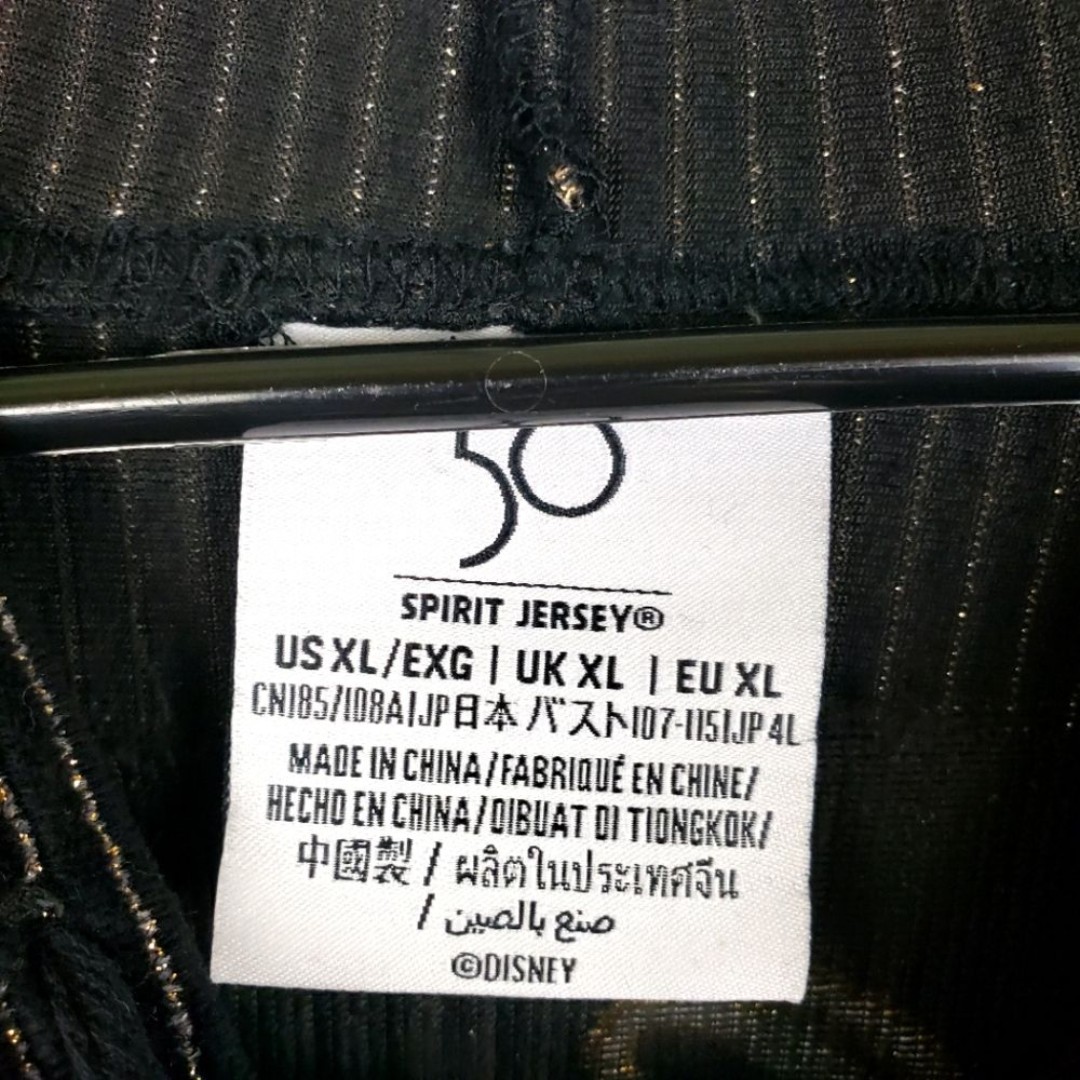 50
SPIRIT JERSEY®
US XL/EXG | UK XL | EU XL
CN185/108A|JP日本 バスト107-115|JP 4L
MADE IN CHINA/FABRIQUÉ EN CHINE/
HECHO EN CHINA/DIBUAT DI TIONGKOK/
中國製 / ผลิตในประเทศจีน
/ صنع بالصين
©DISNEY